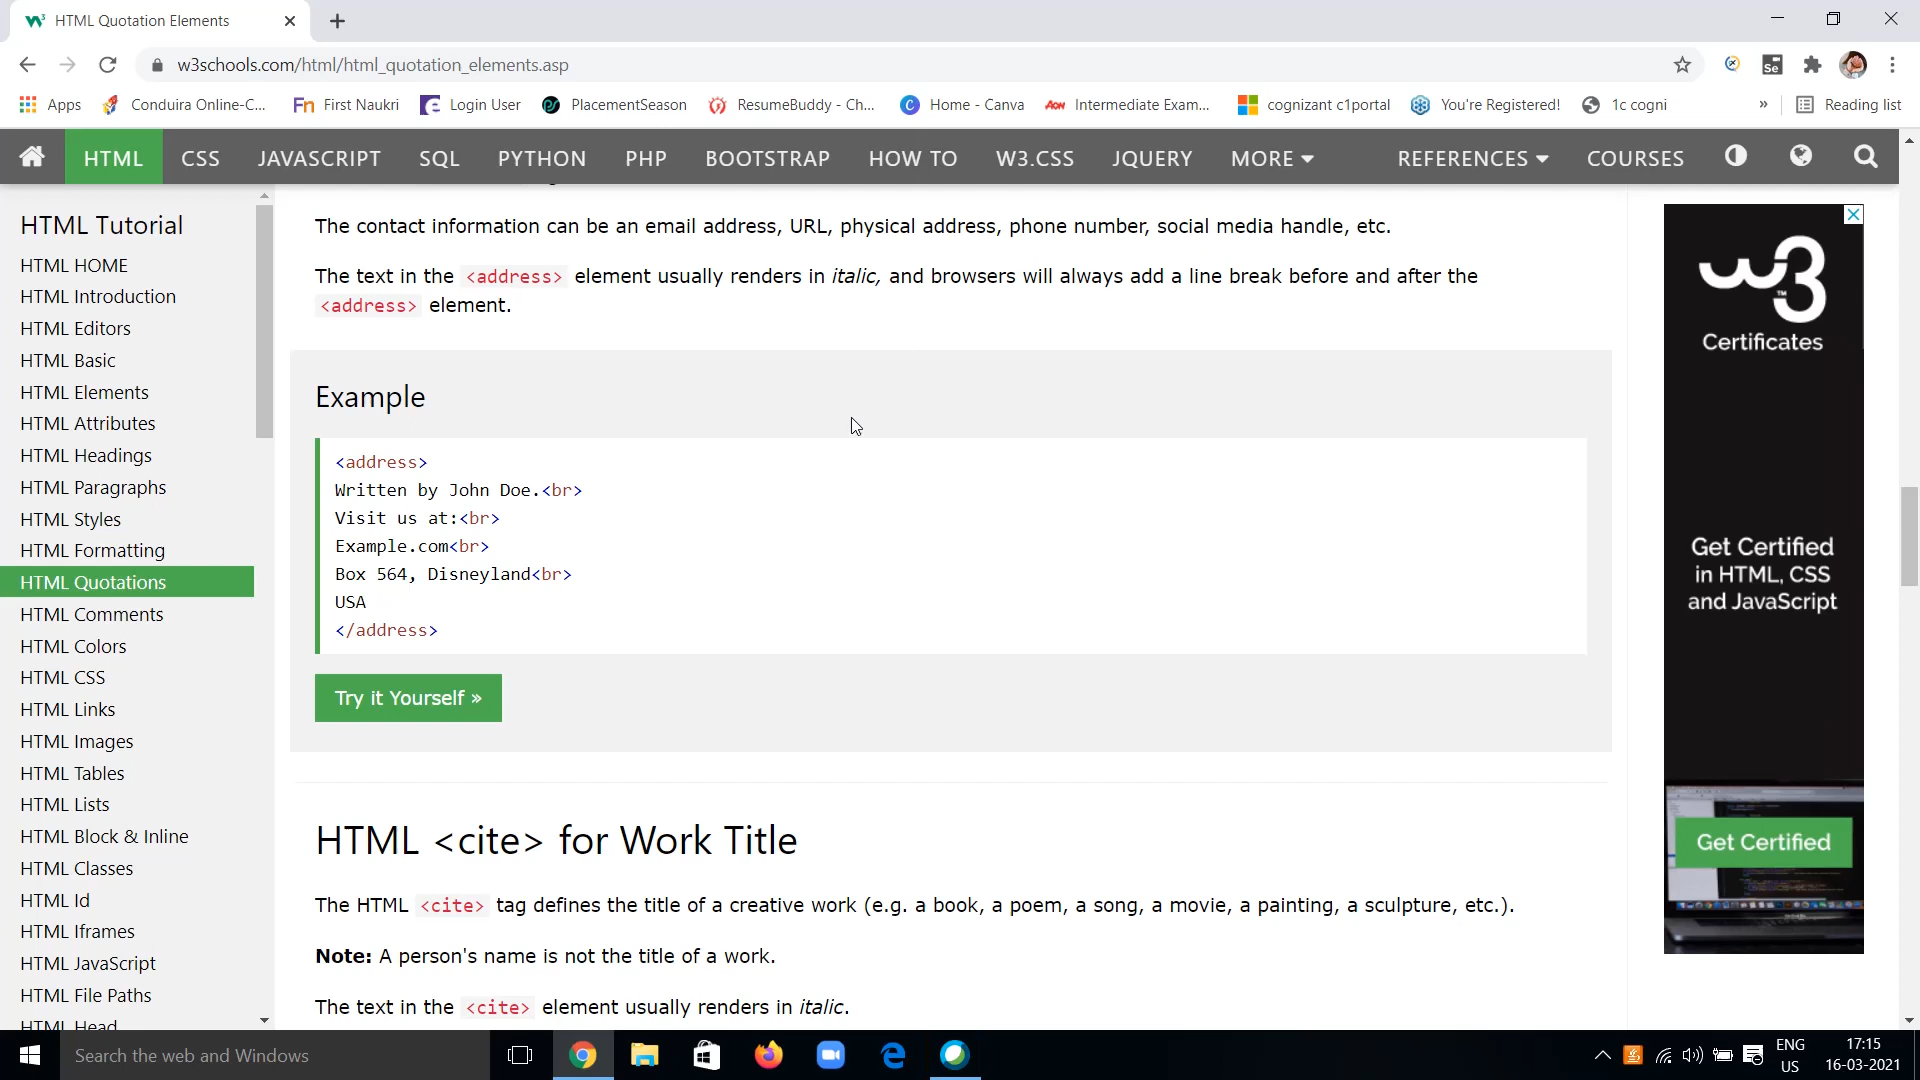 HTML Quotation Elements
w3schools.com/html/html_quotation_elements.asp
Apps Conduira Online-C... First Naukri Login User PlacementSeason ResumeBuddy - Ch... Home - Canva Intermediate Exam... cognizant c1portal You're Registered! 1c cogni » Reading list
HTML CSS JAVASCRIPT SQL PYTHON PHP BOOTSTRAP HOW TO W3.CSS JQUERY MORE REFERENCES COURSES
HTML Tutorial
HTML HOME
HTML Introduction
HTML Editors
HTML Basic
HTML Elements
HTML Attributes
HTML Headings
HTML Paragraphs
HTML Styles
HTML Formatting
HTML Quotations
HTML Comments
HTML Colors
HTML CSS
HTML Links
HTML Images
HTML Tables
HTML Lists
HTML Block & Inline
HTML Classes
HTML Id
HTML Iframes
HTML JavaScript
HTML File Paths
HTML Head
The contact information can be an email address, URL, physical address, phone number, social media handle, etc.
The text in the <address> element usually renders in italic, and browsers will always add a line break before and after the
<address> element.
Example
<address>
Written by John Doe.<br>
Visit us at:<br>
Example.com<br>
Box 564, Disneyland<br>
USA
</address>
Try it Yourself »
HTML <cite> for Work Title
The HTML <cite> tag defines the title of a creative work (e.g. a book, a poem, a song, a movie, a painting, a sculpture, etc.).
Note: A person's name is not the title of a work.
The text in the <cite> element usually renders in italic.
w3
TM
Certificates
Get Certified
in HTML, CSS
and JavaScript
Get Certified
Search the web and Windows
ENG
US
17:15
16-03-2021